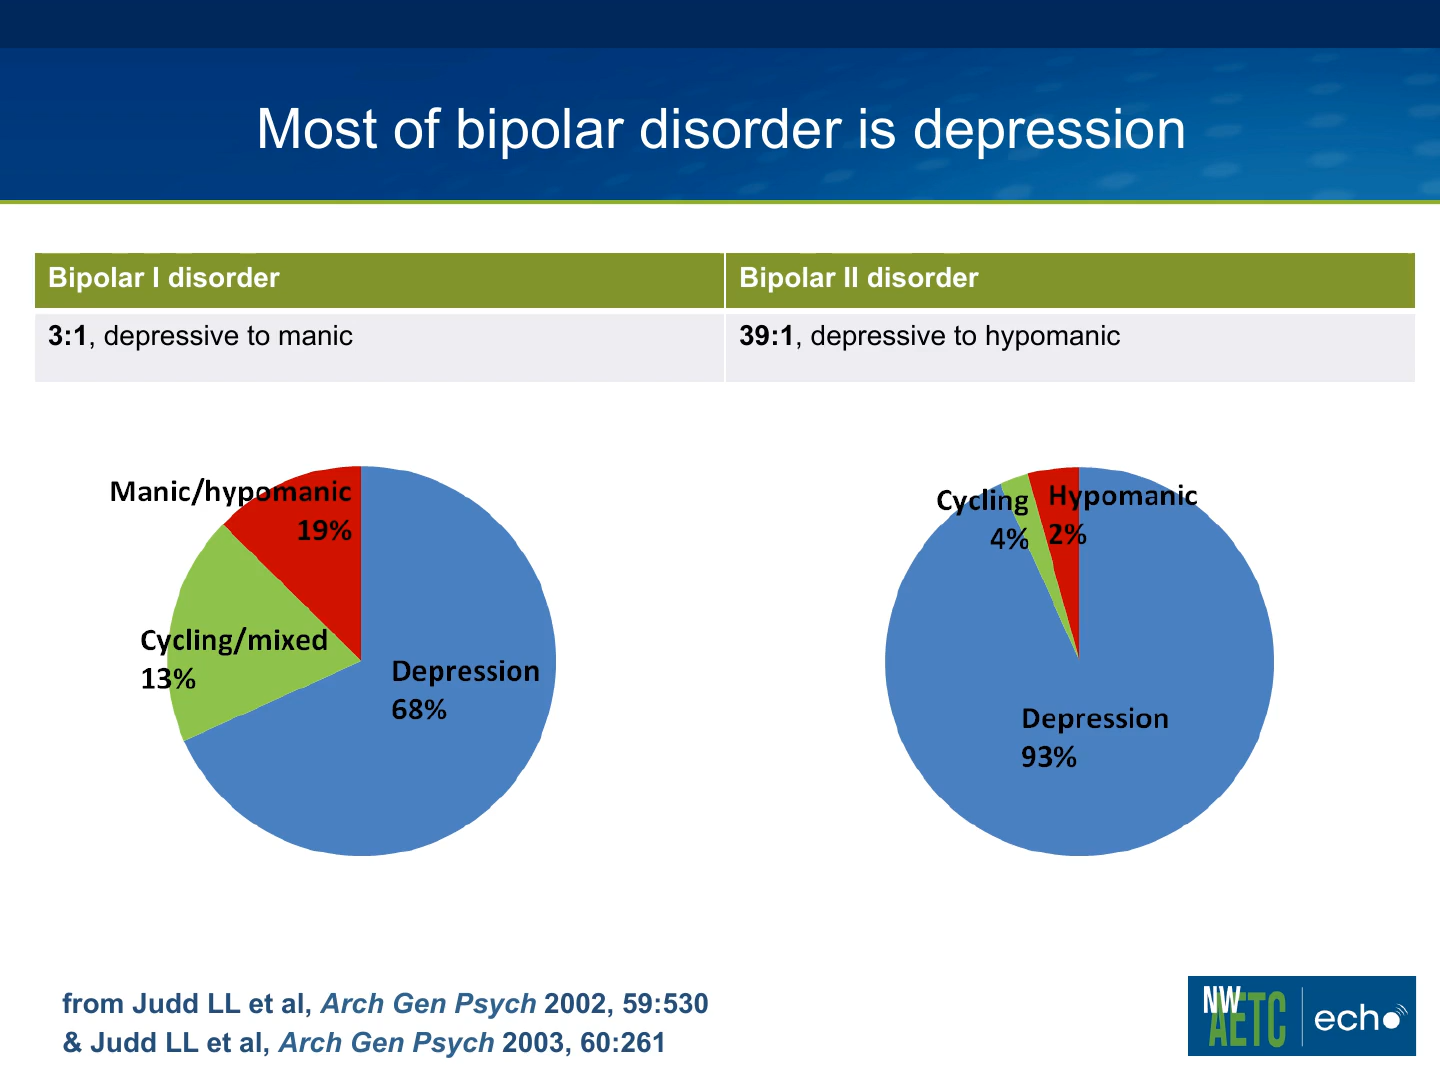 Most of bipolar disorder is depression
Bipolar I disorder
Bipolar II disorder
3:1, depressive to manic
39:1, depressive to hypomanic
Manic/hypomanic
19%
Cycling/mixed
13%
Depression
68%
Cycling
4%
Hypomanic
2%
Depression
93%
from Judd LL et al, Arch Gen Psych 2002, 59:530
& Judd LL et al, Arch Gen Psych 2003, 60:261
NW
AETC
echo